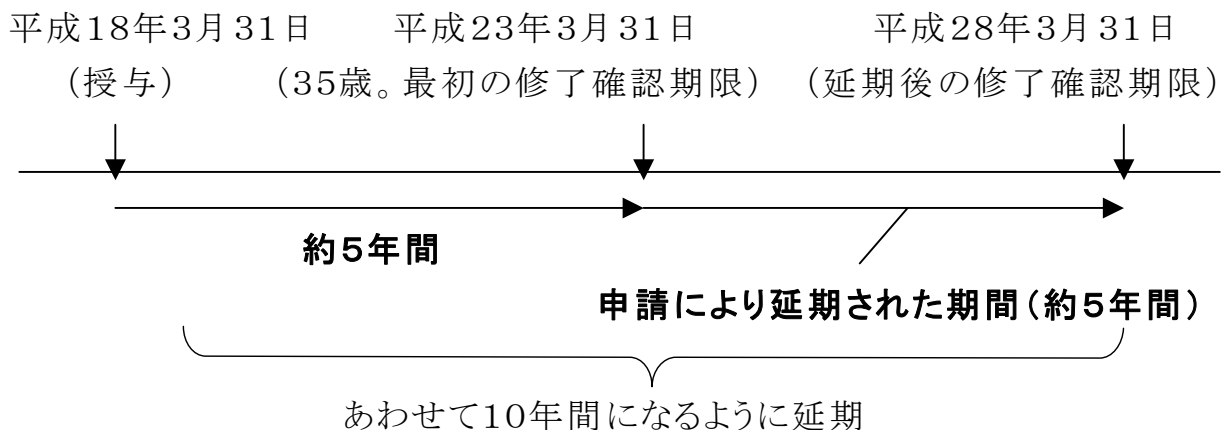 平成18年3月31日 平成23年3月31日 平成28年3月31日
(授与) (35歳。最初の修了確認期限) (延期後の修了確認期限)
約5年間
申請により延期された期間(約5年間)
あわせて10年間になるように延期